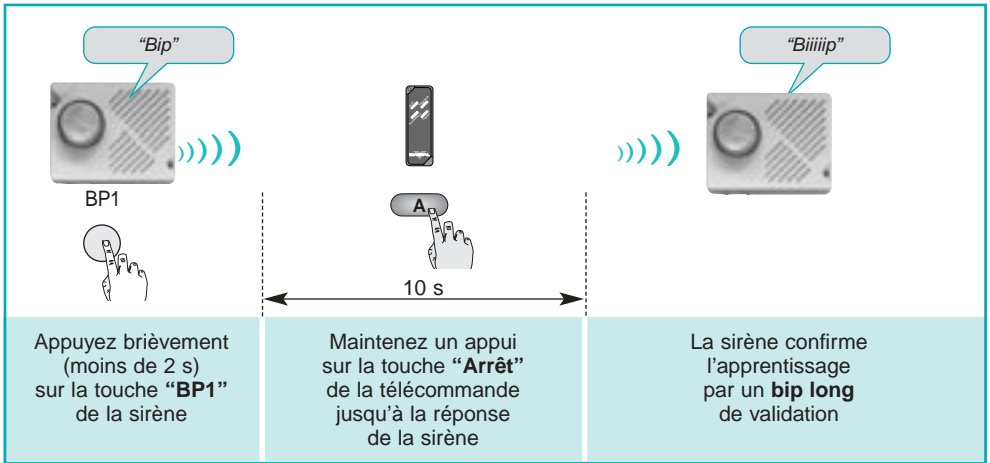 “Bip”
“Biiiiip”
BP1
A
10 s
Appuyez brièvement
(moins de 2 s)
sur la touche “BP1”
de la sirène
Maintenez un appui
sur la touche “Arrêt”
de la télécommande
jusqu’à la réponse
de la sirène
La sirène confirme
l’apprentissage
par un bip long
de validation